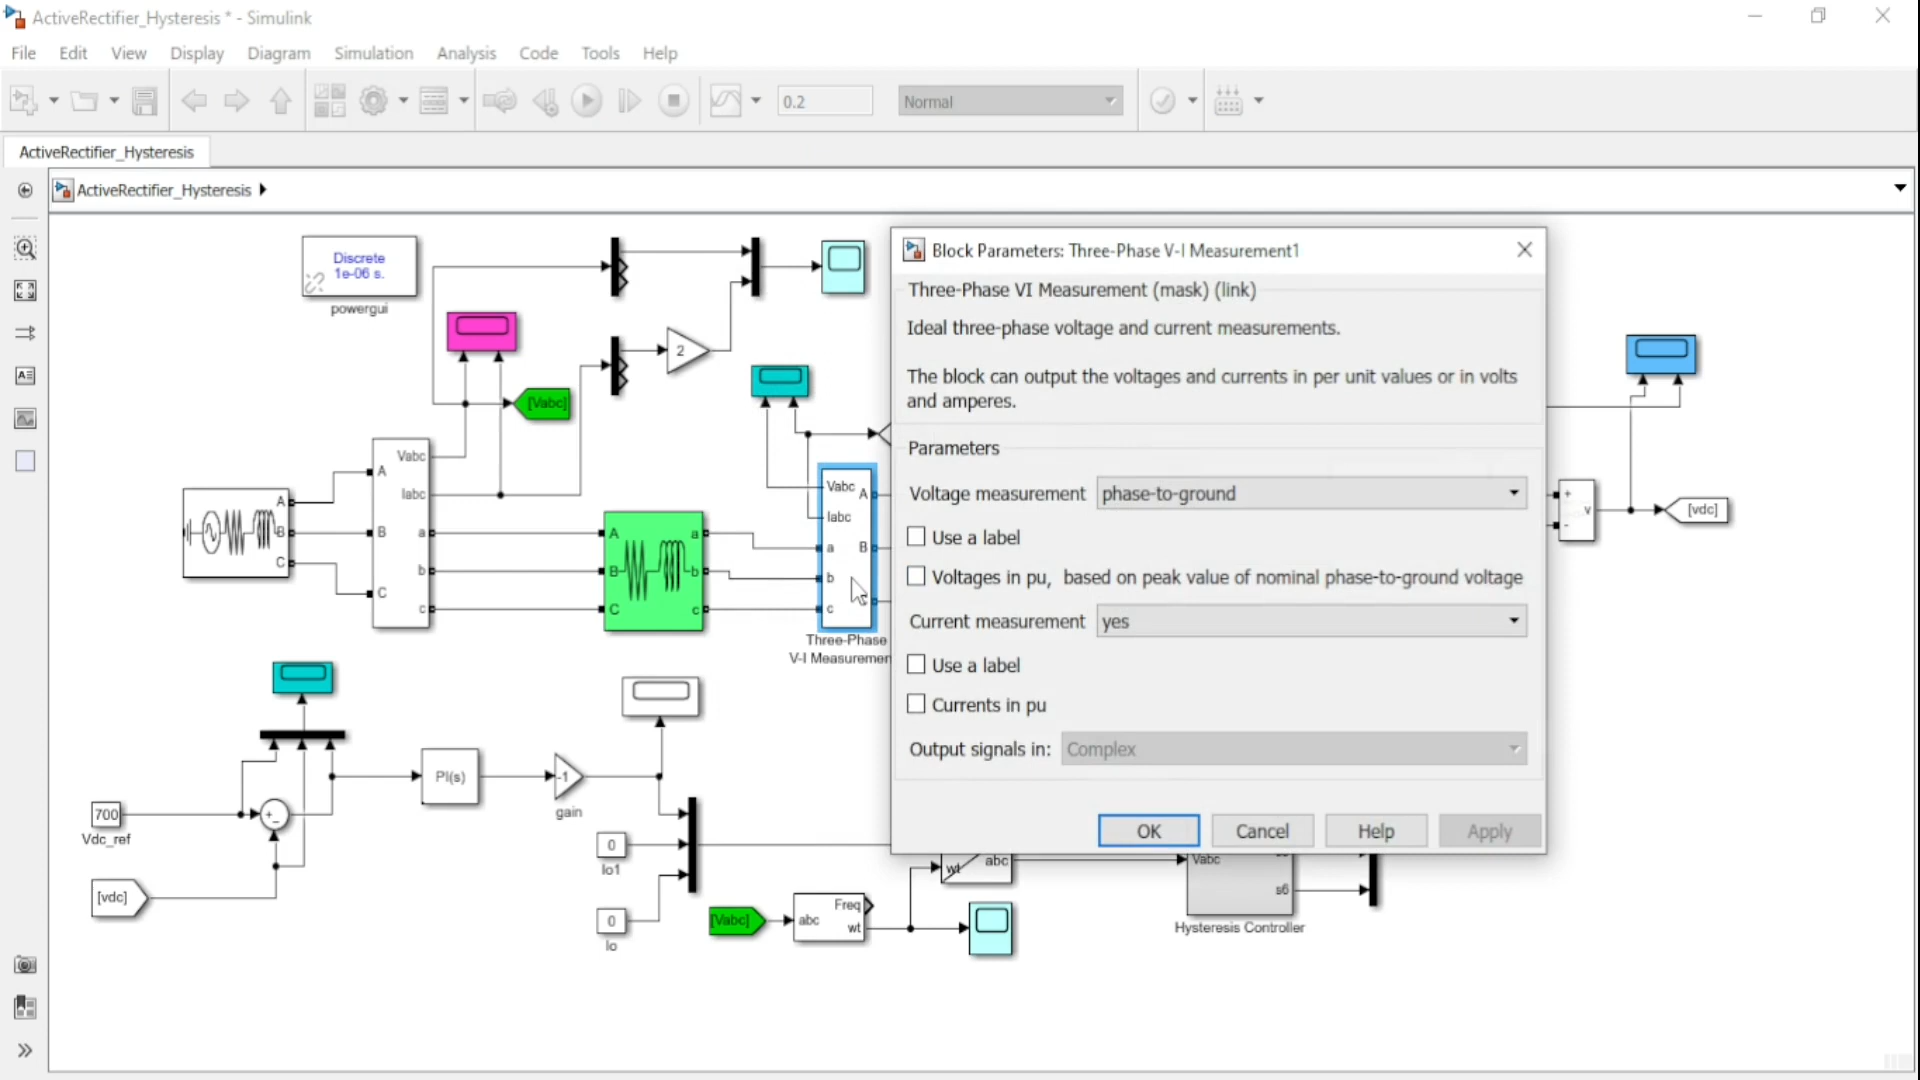 ActiveRectifier_Hysteresis * - Simulink
File Edit View Display Diagram Simulation Analysis Code Tools Help
0.2
Normal
ActiveRectifier_Hysteresis
ActiveRectifier_Hysteresis
Discrete
1e-06 s.
powergui
2
[Vabc]
A
B
C
Vabc
A
Iabc
B
a
b
C
c
A
a
B
b
C
c
Vabc
A
Iabc
a
B
b
c
Three-Phase
Block Parameters: Three-Phase V-I Measurement1
Three-Phase VI Measurement (mask) (link)
Ideal three-phase voltage and current measurements.
The block can output the voltages and currents in per unit values or in volts
and amperes.
Parameters
Voltage measurement phase-to-ground
Use a label
Voltages in pu, based on peak value of nominal phase-to-ground voltage
Current measurement yes
Use a label
Currents in pu
Output signals in: Complex
OK Cancel Help Apply
+
v
-
[vdc]
700
Vdc_ref
+
-
[vdc]
PI(s)
-1
gain
0
Io1
0
Io
[Vabc]
abc
Freq
wt
wt
abc
Vabc
s6
Hysteresis Controller